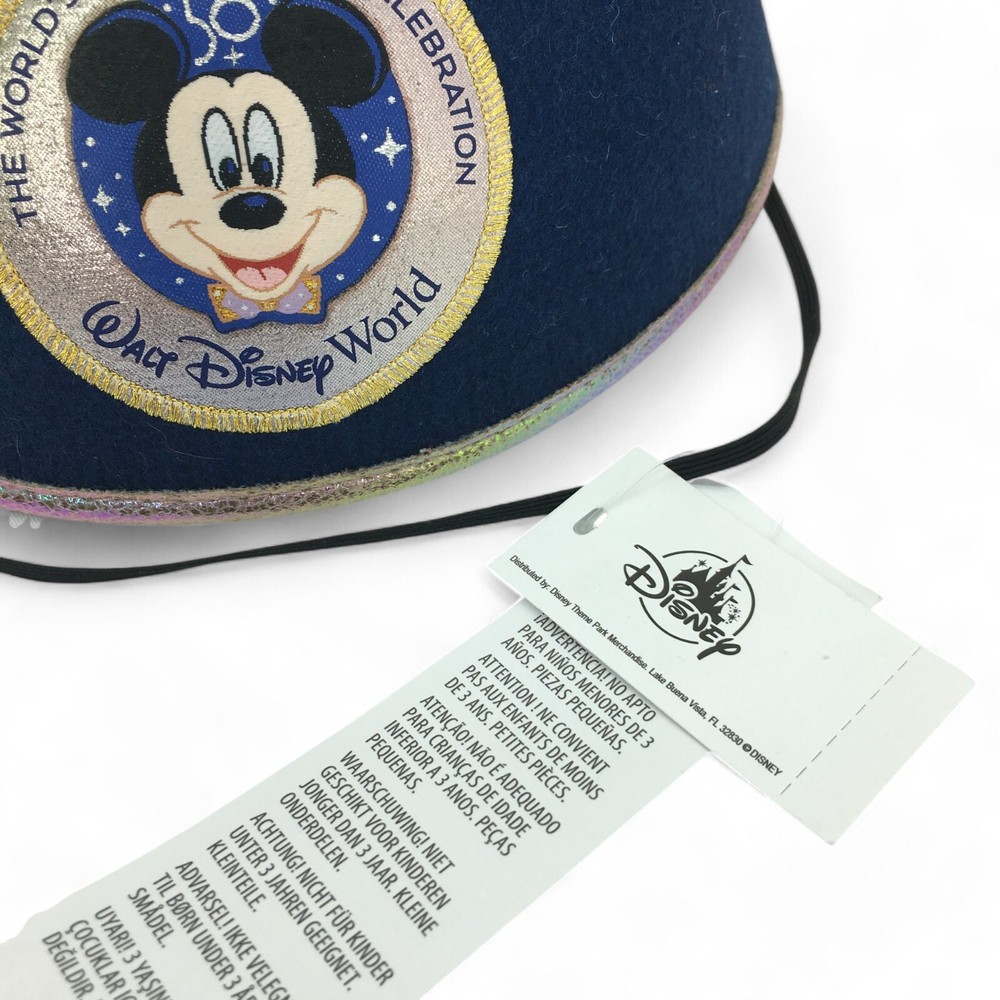 THE WORLD'S
CELEBRATION
50
WALT DISNEY World
DISNEY
Distributed by: Disney Theme Park Merchandise. Lake Buena Vista, FL 32830 © DISNEY
¡ADVERTENCIA! NO APTO
PARA NIÑOS MENORES DE 3
AÑOS. PIEZAS PEQUEÑAS.
ATTENTION ! NE CONVIENT
PAS AUX ENFANTS DE MOINS
DE 3 ANS. PETITES PIÈCES.
ATENÇÃO! NÃO É ADEQUADO
PARA CRIANÇAS DE IDADE
INFERIOR A 3 ANOS. PEÇAS
PEQUENAS.
WAARSCHUWING! NIET
GESCHIKT VOOR KINDEREN
JONGER DAN 3 JAAR. KLEINE
ONDERDELEN.
ACHTUNG! NICHT FÜR KINDER
UNTER 3 JAHREN GEEIGNET.
KLEINTEILE.
ADVARSEL! IKKE VELEGN
TIL BØRN UNDER 3 ÅR
SMÅDEL.
UYARI! 3 YAŞIN
ÇOCUKLAR İÇ
DEĞİLDİR.